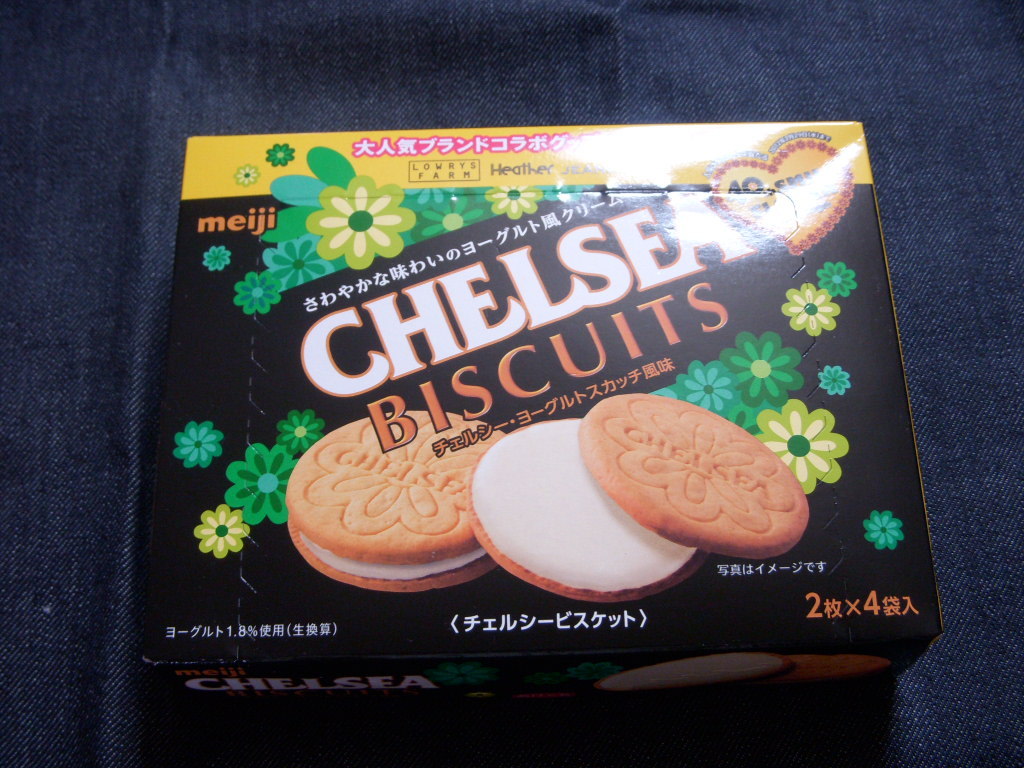 大人気ブランドコラボグ
LOWRYS
FARM
Heather
meiji
さわやかな味わいのヨーグルト風クリーム
CHELSEA
BISCUITS
チェルシー・ヨーグルトスカッチ風味
CHELSEA
CHELSEA
写真はイメージです
2枚×4袋入
〈チェルシービスケット〉
ヨーグルト1.8%使用(生換算)
meiji
CHELSEA
BISCUITS